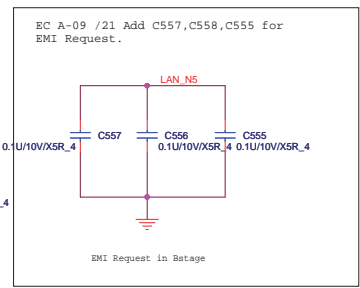 EC A-09 /21 Add C557,C558,C555 for
EMI Request.
LAN_N5
C557
C556
C555
0.1U/10V/X5R_4
0.1U/10V/X5R_4
0.1U/10V/X5R_4
_4
EMI Request in Bstage